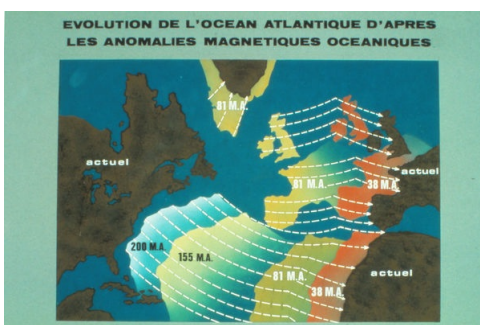 EVOLUTION DE L'OCEAN ATLANTIQUE D'APRES
LES ANOMALIES MAGNETIQUES OCEANIQUES
81 M.A.
actuel
actuel
81 M.A.
38 M.A.
200 M.A.
155 M.A.
81 M.A.
38 M.A.
actuel